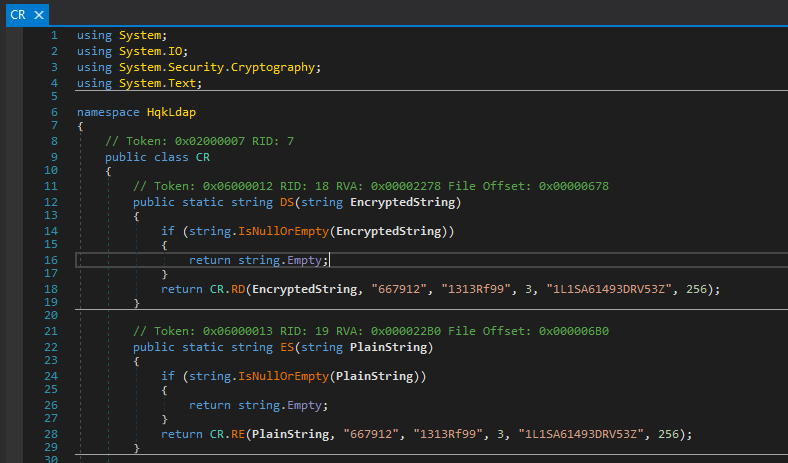 CR ×
1 using System;
2 using System.IO;
3 using System.Security.Cryptography;
4 using System.Text;
5
6 namespace HqkLdap
7 {
8 // Token: 0x02000007 RID: 7
9 public class CR
10 {
11 // Token: 0x06000012 RID: 18 RVA: 0x00002278 File Offset: 0x00000678
12 public static string DS(string EncryptedString)
13 {
14 if (string.IsNullOrEmpty(EncryptedString))
15 {
16 return string.Empty;
17 }
18 return CR.RD(EncryptedString, "667912", "1313Rf99", 3, "1L1SA61493DRV53Z", 256);
19 }
20
21 // Token: 0x06000013 RID: 19 RVA: 0x000022B0 File Offset: 0x000006B0
22 public static string ES(string PlainString)
23 {
24 if (string.IsNullOrEmpty(PlainString))
25 {
26 return string.Empty;
27 }
28 return CR.RE(PlainString, "667912", "1313Rf99", 3, "1L1SA61493DRV53Z", 256);
29 }
30